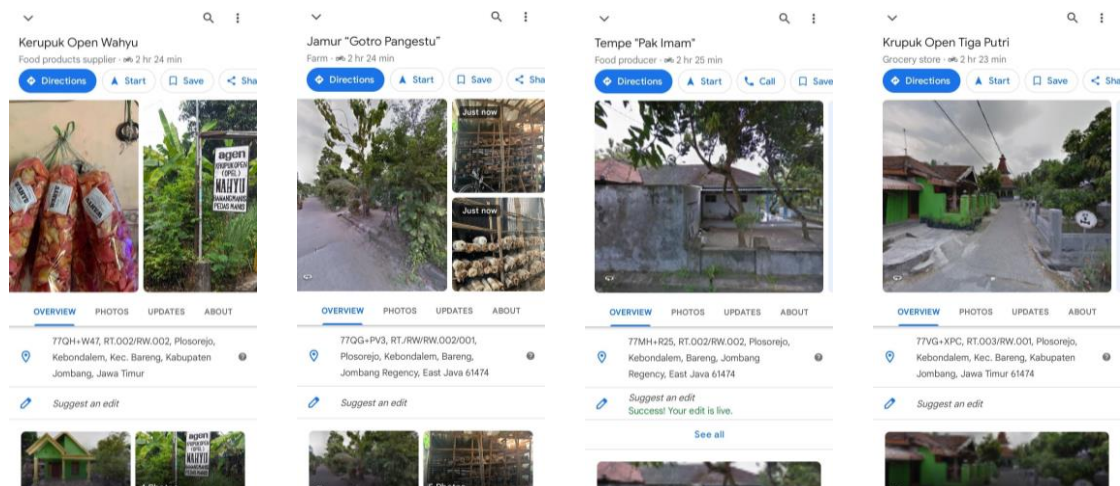 Kerupuk Open Wahyu
Food products supplier · 2 hr 24 min
Directions
Start
Save
Sha
agen
KRUPUK OPEN
(OPEL)
WAHYU
BAWANG MANIS
PEDAS MANIS
OVERVIEW PHOTOS UPDATES ABOUT
77QH+W47, RT.002/RW.002, Plosorejo,
Kebondalem, Kec. Bareng, Kabupaten
Jombang, Jawa Timur
Suggest an edit
agen
WAHYU
Jamur "Gotro Pangestu"
Farm · 2 hr 24 min
Directions
Start
Save
Sha
Just now
Just now
OVERVIEW PHOTOS UPDATES ABOUT
77QG+PV3, RT./RW/RW.002/001,
Plosorejo, Kebondalem, Bareng,
Jombang Regency, East Java 61474
Suggest an edit
Tempe "Pak Imam"
Food producer · 2 hr 25 min
Directions
Start
Call
Save
OVERVIEW PHOTOS UPDATES ABOUT
77MH+R25, RT.002/RW.002, Plosorejo,
Kebondalem, Bareng, Jombang
Regency, East Java 61474
Suggest an edit
Success! Your edit is live.
See all
Krupuk Open Tiga Putri
Grocery store · 2 hr 23 min
Directions
Start
Save
Sha
OVERVIEW PHOTOS UPDATES ABOUT
77VG+XPC, RT.003/RW.001, Plosorejo,
Kebondalem, Kec. Bareng, Kabupaten
Jombang, Jawa Timur 61474
Suggest an edit